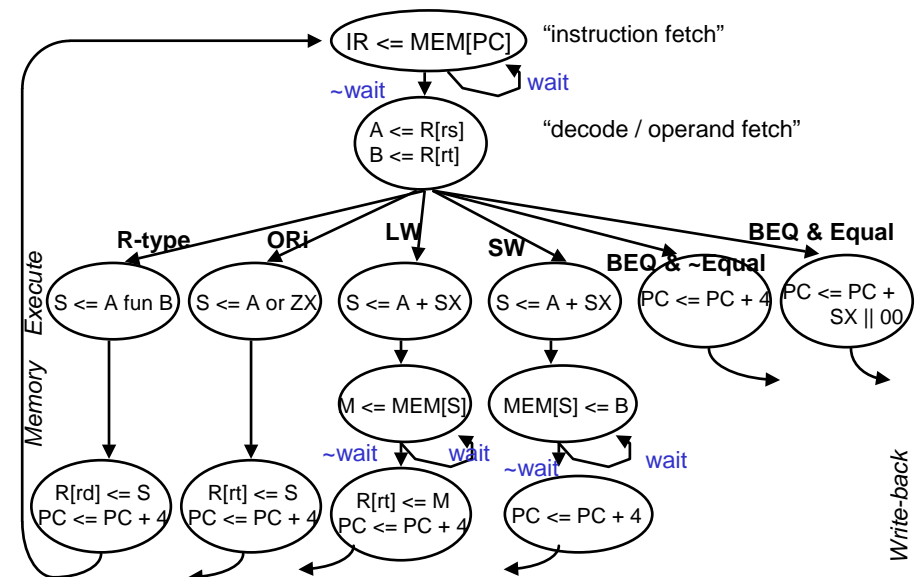 IR <= MEM[PC]
“instruction fetch”
~wait
wait
A <= R[rs]
B <= R[rt]
“decode / operand fetch”
R-type
ORi
LW
SW
BEQ & ~Equal
BEQ & Equal
Execute
S <= A fun B
S <= A or ZX
S <= A + SX
S <= A + SX
PC <= PC + 4
PC <= PC +
SX || 00
Memory
M <= MEM[S]
MEM[S] <= B
~wait
wait
~wait
wait
Write-back
R[rd] <= S
PC <= PC + 4
R[rt] <= S
PC <= PC + 4
R[rt] <= M
PC <= PC + 4
PC <= PC + 4